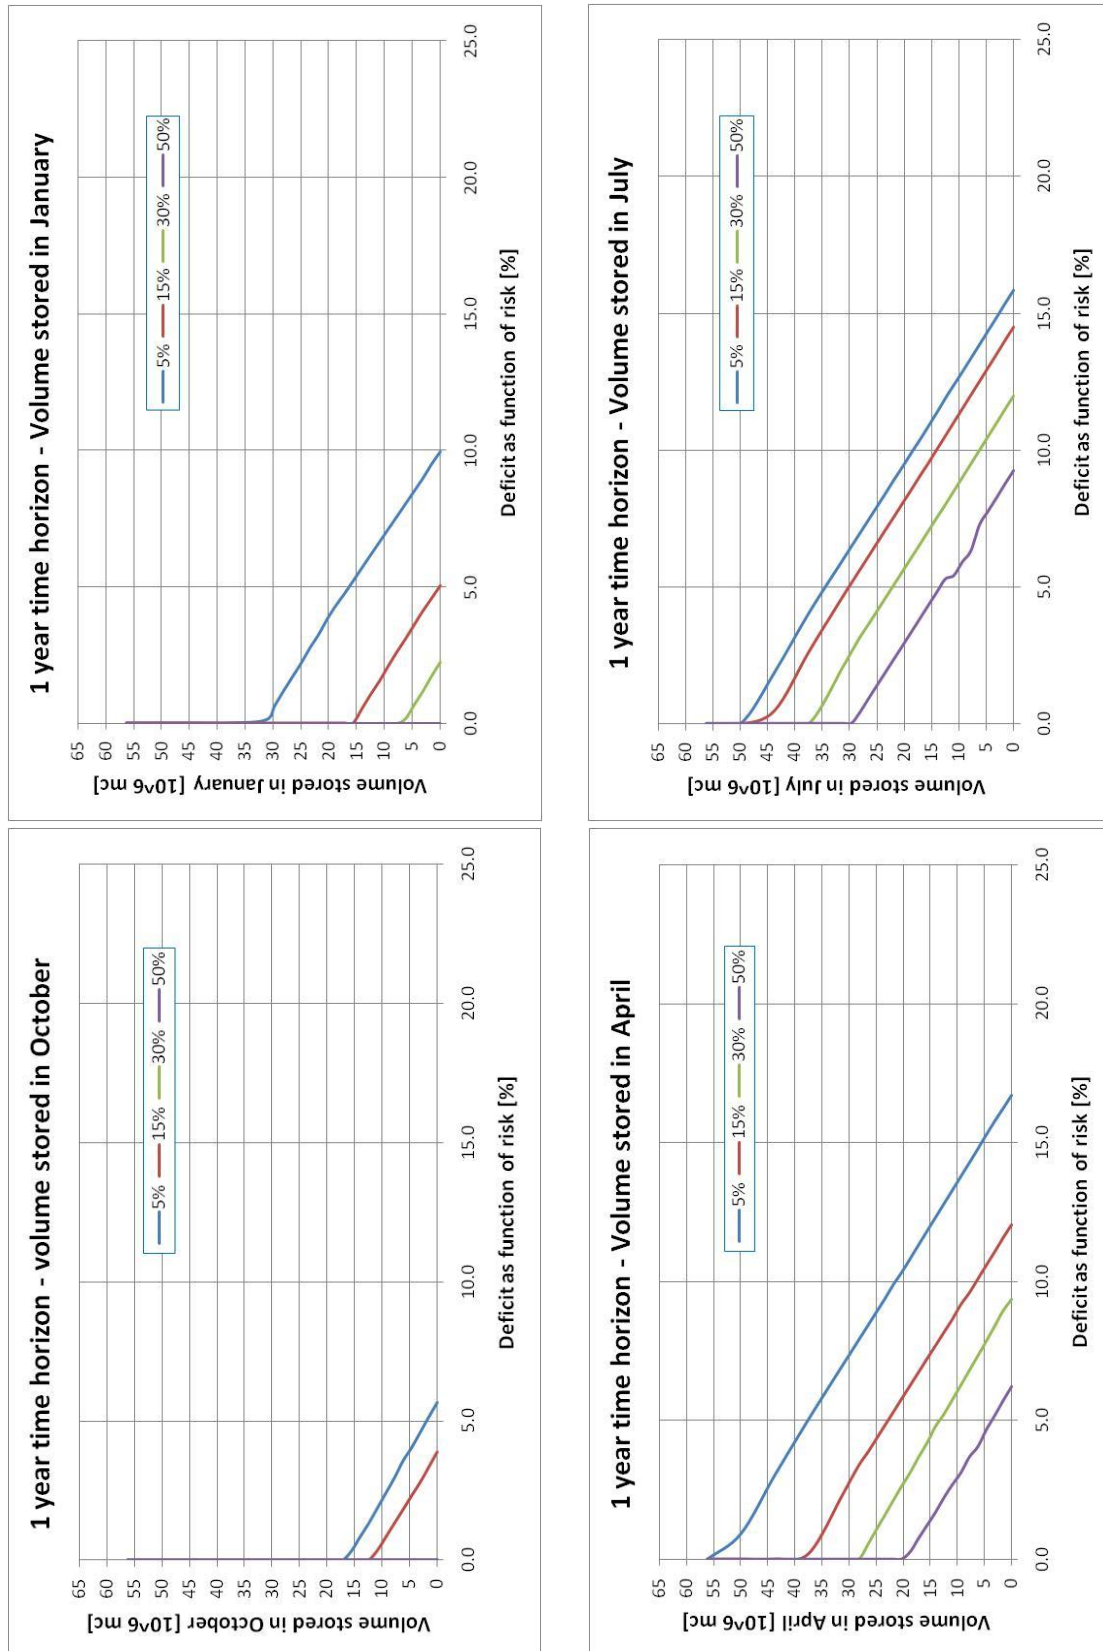 1 year time horizon - volume stored in October
5% 15% 30% 50%
Volume stored in October [10^6 mc]
65
60
55
50
45
40
35
30
25
20
15
10
5
0
0.0 5.0 10.0 15.0 20.0 25.0
Deficit as function of risk [%]
1 year time horizon - Volume stored in January
5% 15% 30% 50%
Volume stored in January [10^6 mc]
65
60
55
50
45
40
35
30
25
20
15
10
5
0
0.0 5.0 10.0 15.0 20.0 25.0
Deficit as function of risk [%]
1 year time horizon - Volume stored in April
5% 15% 30% 50%
Volume stored in April [10^6 mc]
65
60
55
50
45
40
35
30
25
20
15
10
5
0
0.0 5.0 10.0 15.0 20.0 25.0
Deficit as function of risk [%]
1 year time horizon - Volume stored in July
5% 15% 30% 50%
Volume stored in July [10^6 mc]
65
60
55
50
45
40
35
30
25
20
15
10
5
0
0.0 5.0 10.0 15.0 20.0 25.0
Deficit as function of risk [%]